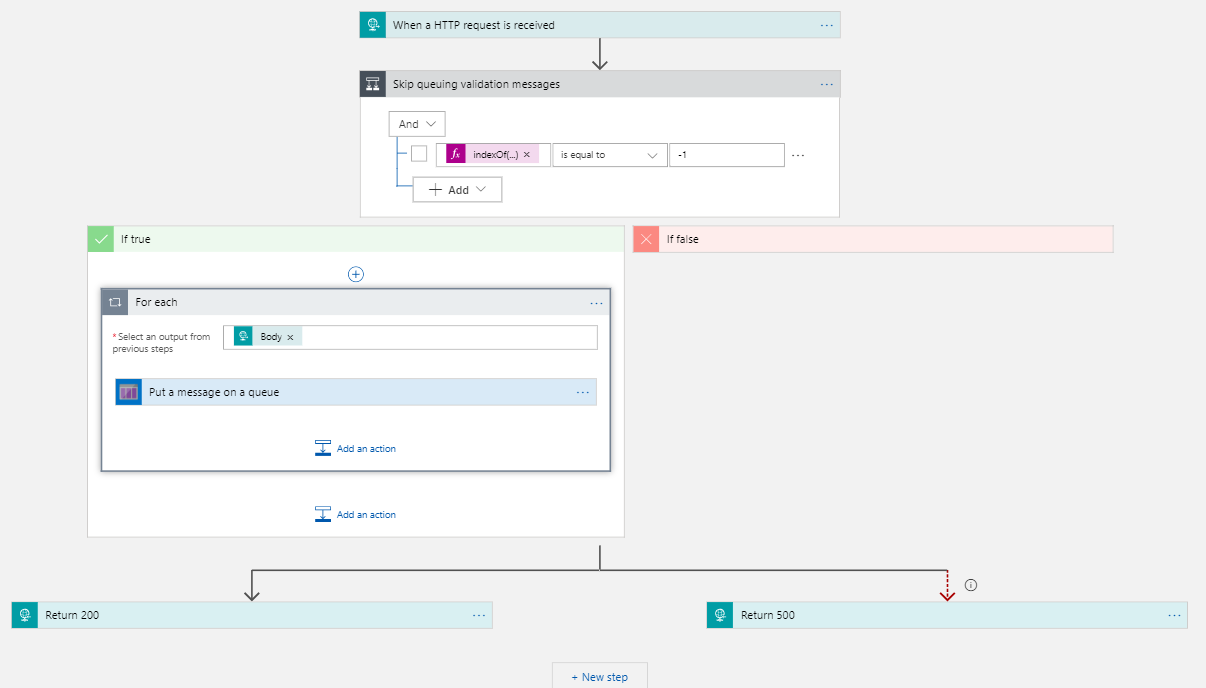 When a HTTP request is received
Skip queuing validation messages
And
fx indexOf(...) × is equal to -1
+ Add
If true
If false
For each
* Select an output from
previous steps
Body ×
Put a message on a queue
Add an action
Add an action
Return 200
Return 500
+ New step